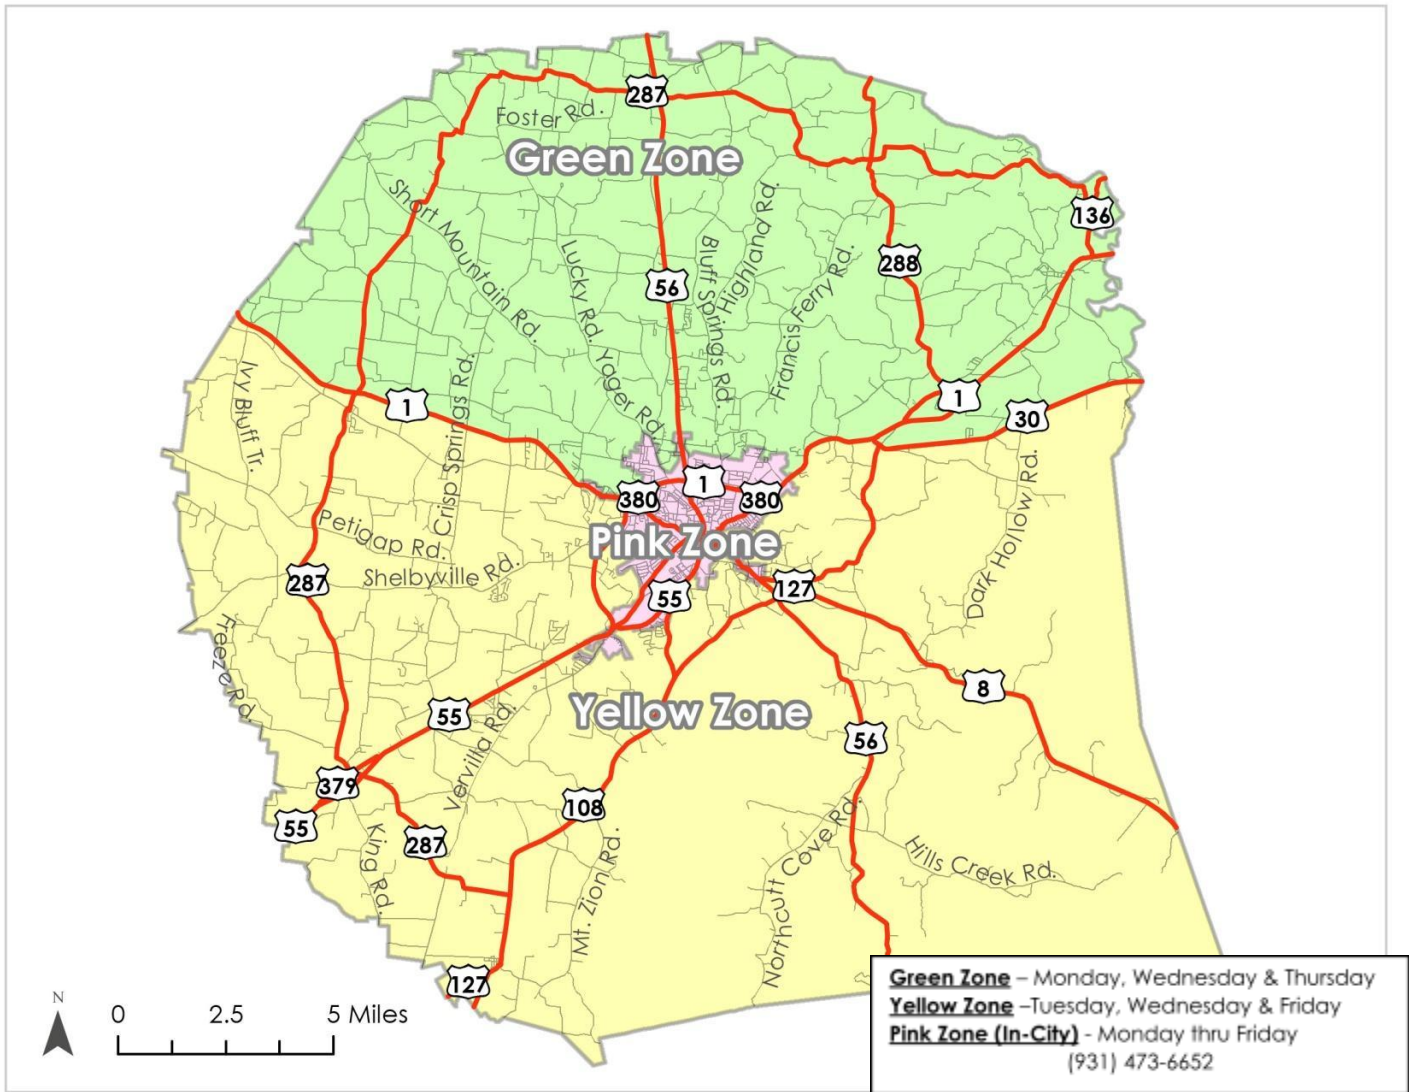 287
Foster Rd.
Green Zone
Short Mountain Rd.
136
Lucky Rd.
Bluff Springs Rd.
Highland Rd.
Francis Ferry Rd.
288
56
Yager Rd.
Ivy Bluff Tr.
Crisp Springs Rd.
1
1
30
380
1
380
Pink Zone
Petigap Rd.
Shelbyville Rd.
287
55
127
Dark Hollow Rd.
Freeze Rd.
8
Yellow Zone
55
Vervilla Rd.
56
379
55
108
287
King Rd.
Mt. Zion Rd.
Northcutt Cove Rd.
Hills Creek Rd.
127
N
0 2.5 5 Miles
Green Zone – Monday, Wednesday & Thursday
Yellow Zone –Tuesday, Wednesday & Friday
Pink Zone (In-City) - Monday thru Friday
(931) 473-6652